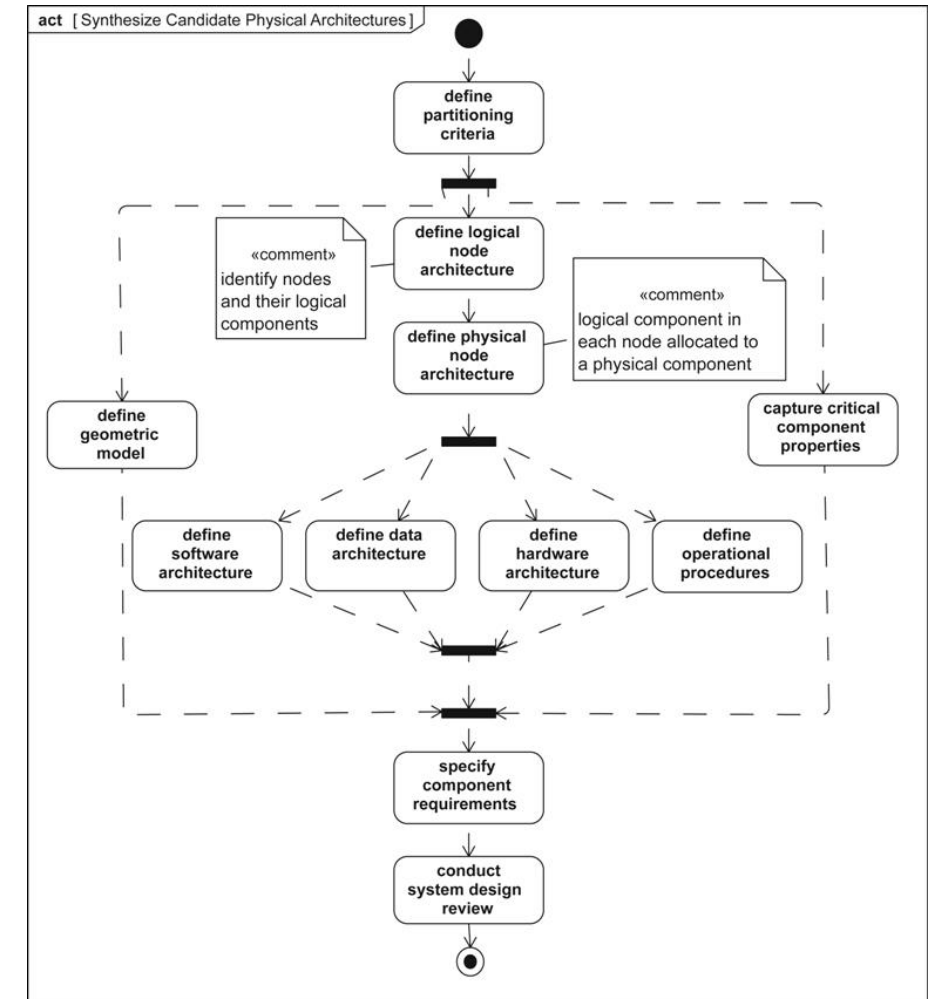 act [ Synthesize Candidate Physical Architectures ]
define
partitioning
criteria
define logical
node
architecture
«comment»
identify nodes
and their logical
components
«comment»
logical component in
each node allocated to
a physical component
define physical
node
architecture
define
geometric
model
capture critical
component
properties
define
software
architecture
define data
architecture
define
hardware
architecture
define
operational
procedures
specify
component
requirements
conduct
system design
review